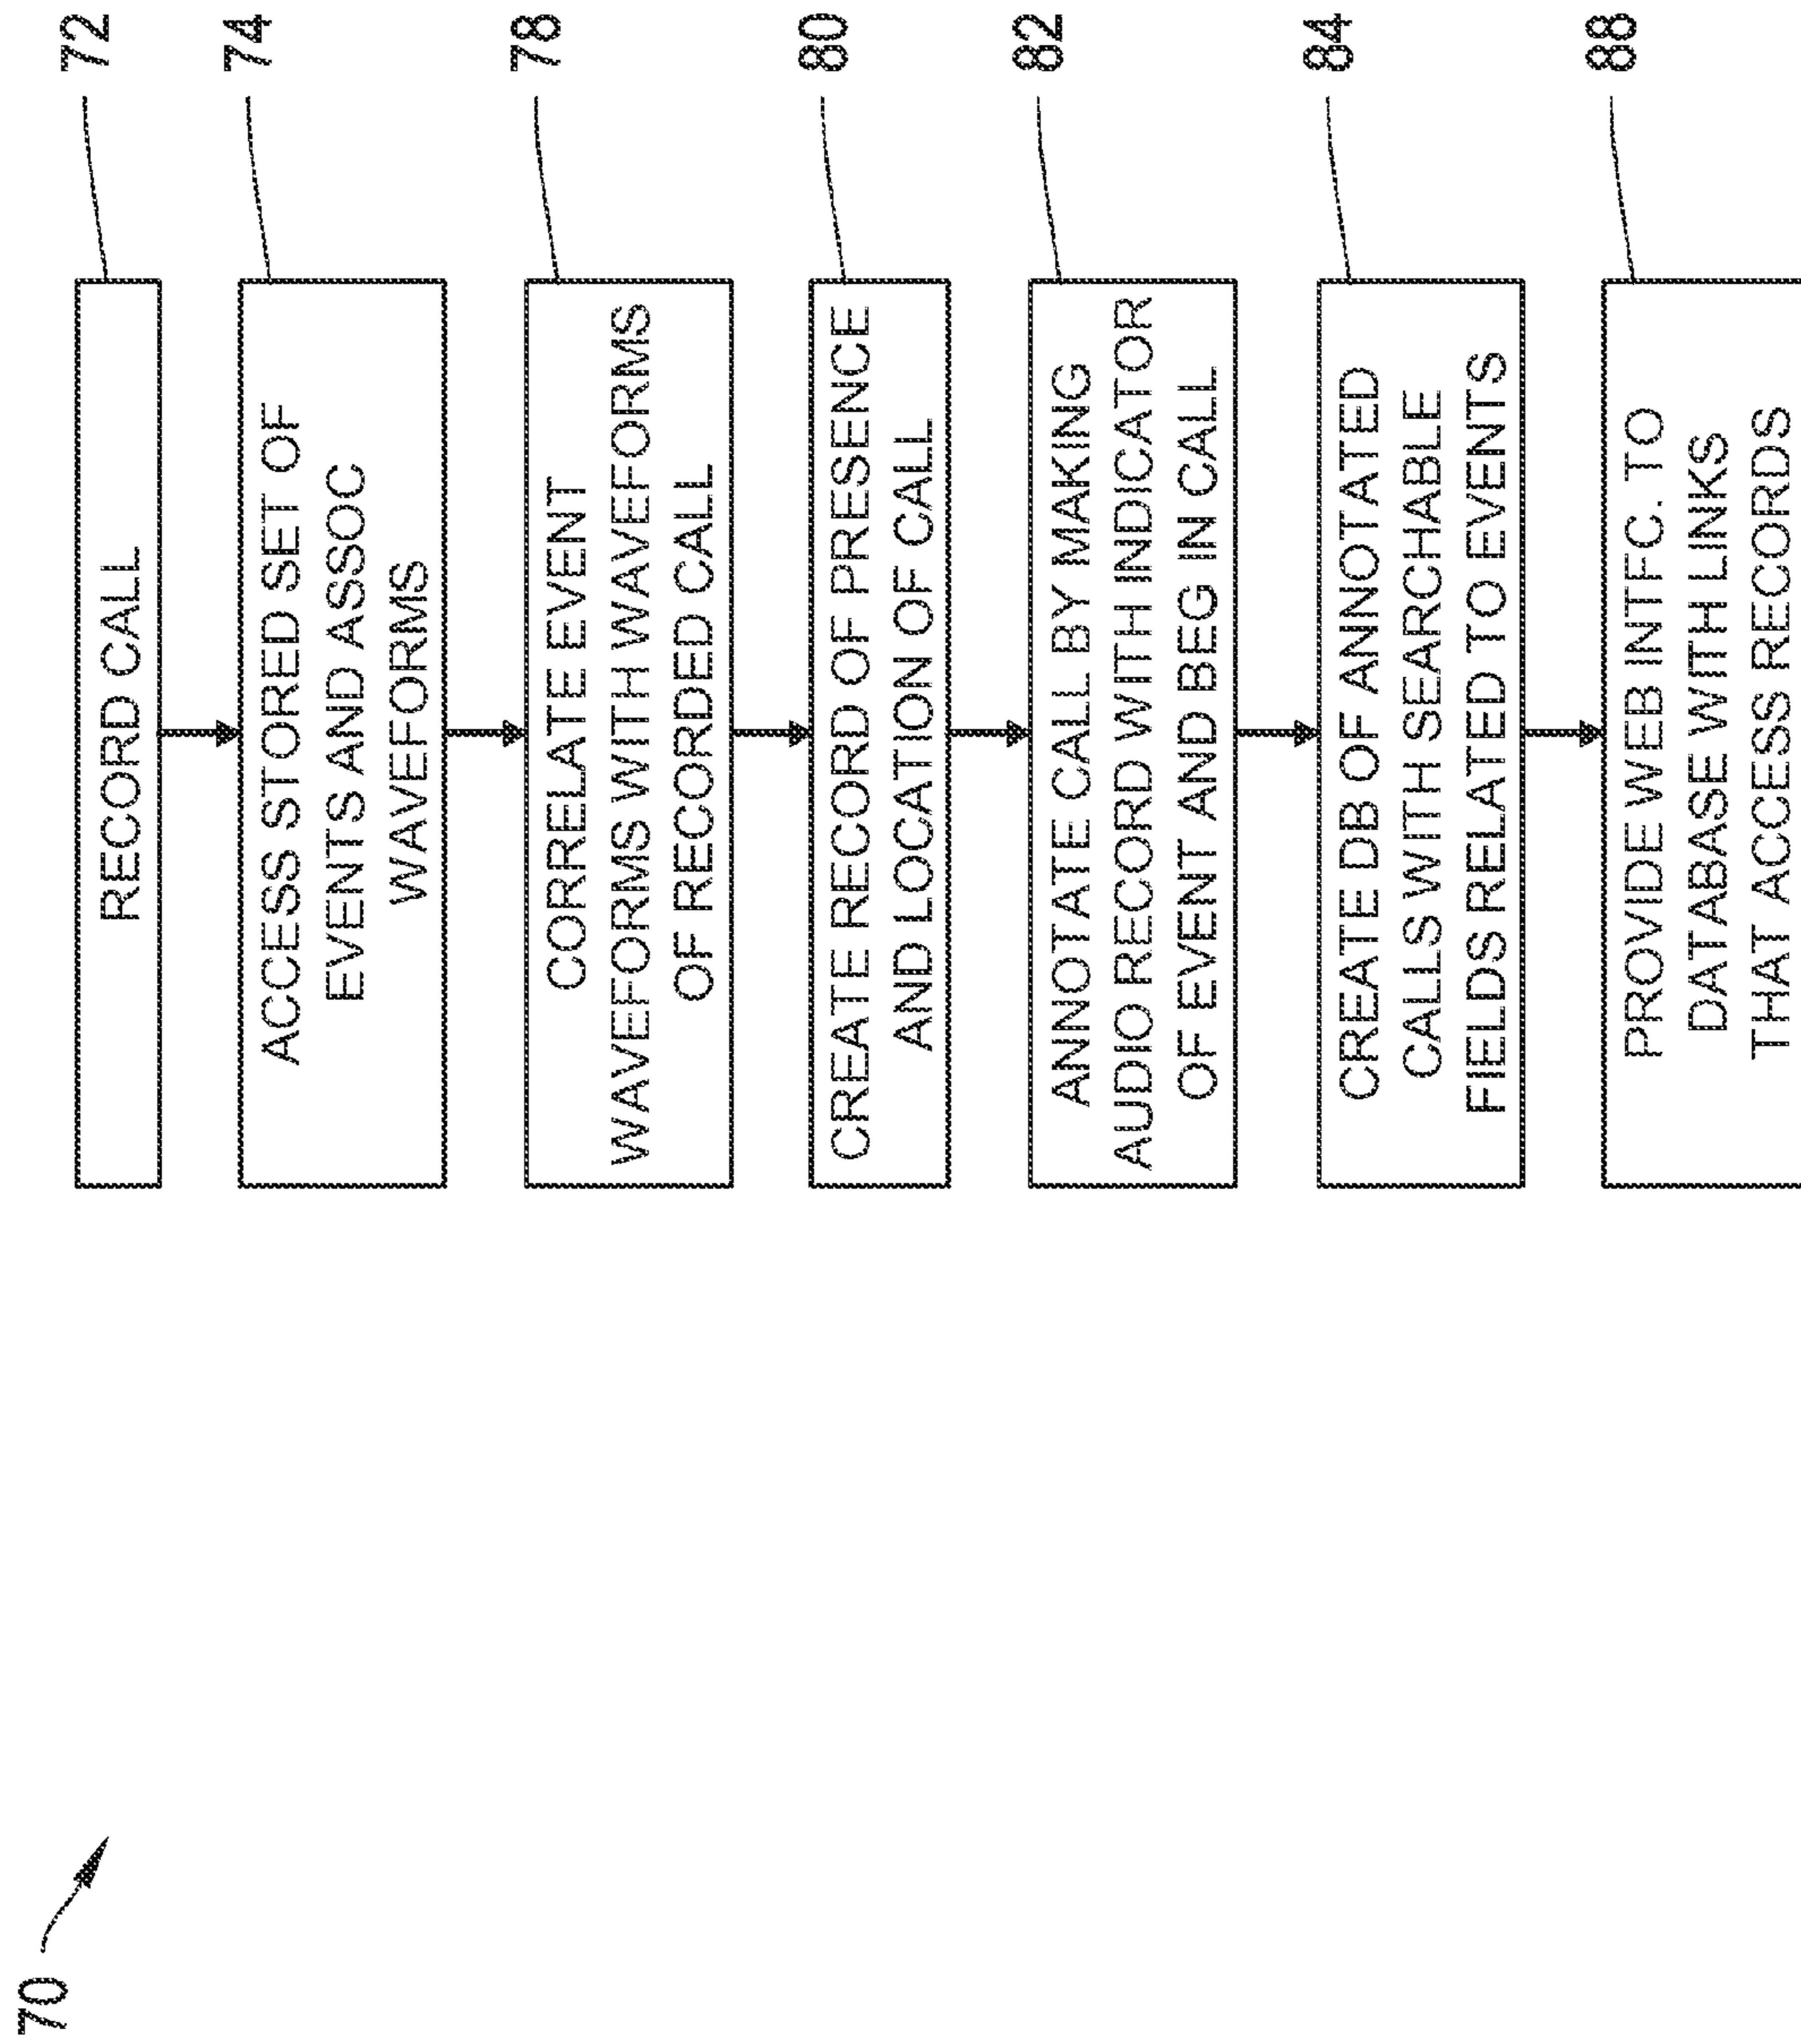 70
RECORD CALL
72
ACCESS STORED SET OF
EVENTS AND ASSOC
WAVEFORMS
74
CORRELATE EVENT
WAVEFORMS WITH WAVEFORMS
OF RECORDED CALL
78
CREATE RECORD OF PRESENCE
AND LOCATION OF CALL
80
ANNOTATE CALL BY MAKING
AUDIO RECORD WITH INDICATOR
OF EVENT AND BEG IN CALL
82
CREATE DB OF ANNOTATED
CALLS WITH SEARCHABLE
FIELDS RELATED TO EVENTS
84
PROVIDE WEB INTFC. TO
DATABASE WITH LINKS
THAT ACCESS RECORDS
88